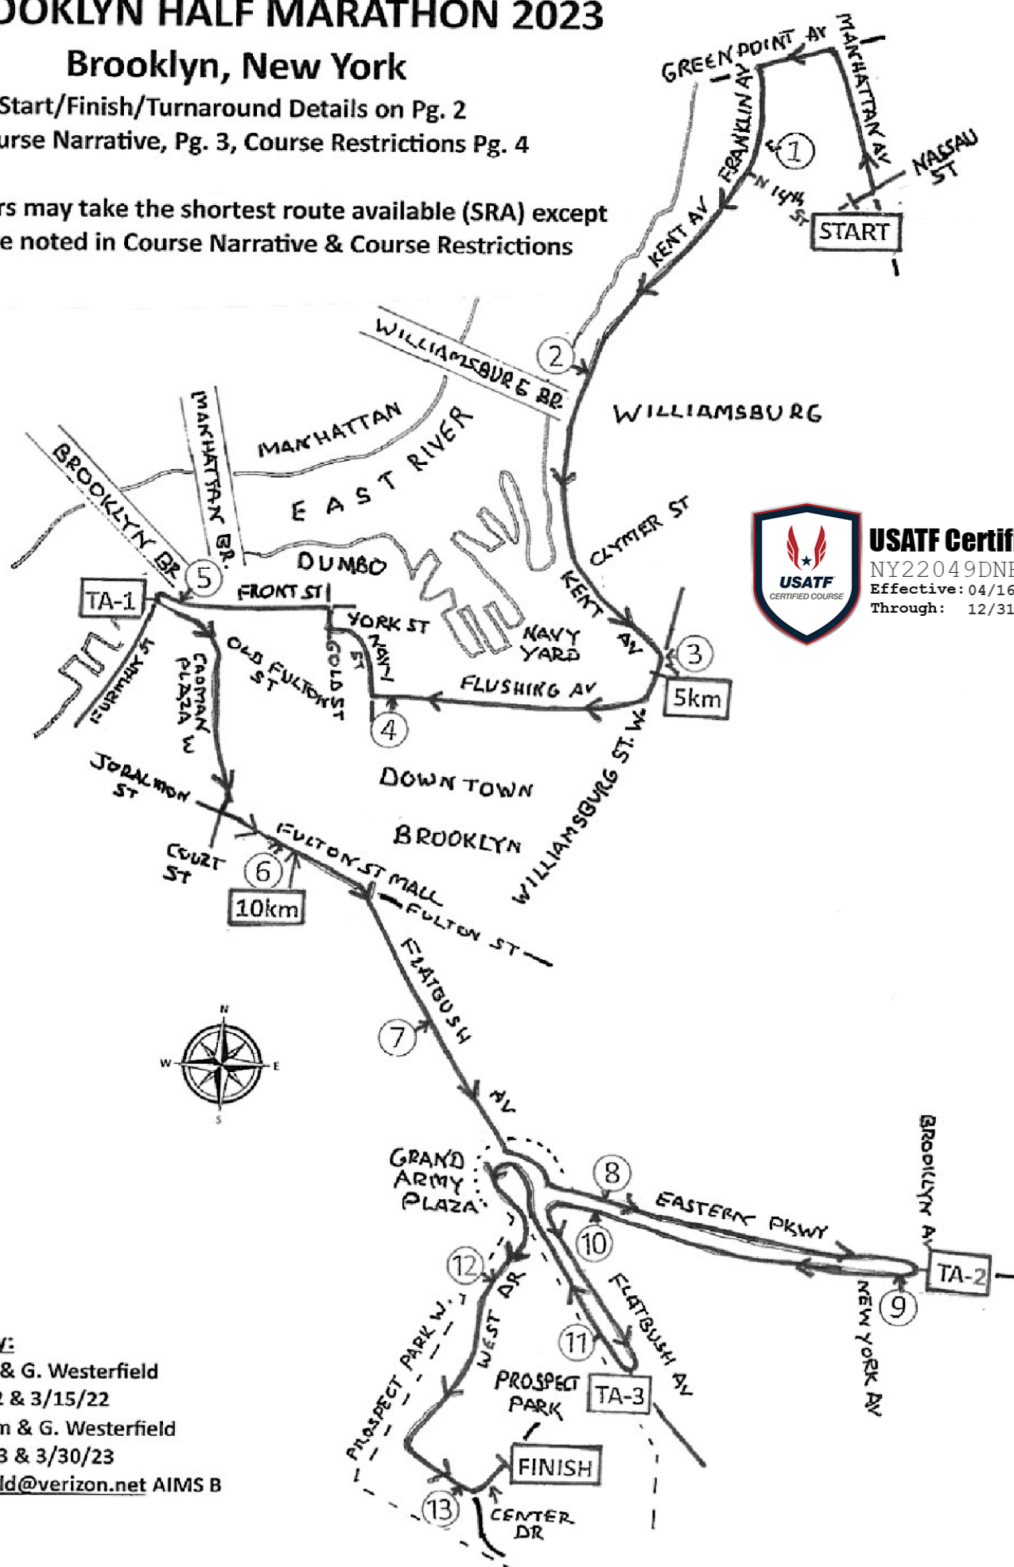 OOKLYN HALF MARATHON 2023
Brooklyn, New York
Start/Finish/Turnaround Details on Pg. 2
urse Narrative, Pg. 3, Course Restrictions Pg. 4
rs may take the shortest route available (SRA) except
e noted in Course Narrative & Course Restrictions
GREENPOINT AV
MANHATTAN AV
MANHATTAN AV
FRANKLIN AV
1
NASSAU ST
N 14th ST
START
KENT AV
2
WILLIAMSBURG BR.
WILLIAMSBURG
MANHATTAN
MANHATTAN BR.
BROOKLYN BR.
EAST RIVER
CLYMER ST
DUMBO
USATF Certifi
NY22049DNE
Effective: 04/16
Through: 12/31
USATF
CERTIFIED COURSE
5
TA-1
FRONT ST
YORK ST
NAVY ST
GOLD ST
NAVY YARD
KENT AV
3
5km
OLD FULTON ST
CADMAN PLAZA W
FURMAN ST
FLUSHING AV
4
WILLIAMSBURG ST. W.
DOWNTOWN
BROOKLYN
JORALMON ST
COURT ST
FULTON ST MALL
6
10km
FULTON ST
FLATBUSH AV
7
N
W
E
S
GRAND
ARMY
PLAZA
8
EASTERN PKWY
10
BROOKLYN AV
TA-2
9
NEW YORK AV
12
WEST DR
PROSPECT PARK W.
11
FLATBUSH AV
TA-3
PROSPECT
PARK
FINISH
13
CENTER
DR
y:
& G. Westerfield
2 & 3/15/22
m & G. Westerfield
3 & 3/30/23
ld@verizon.net AIMS B